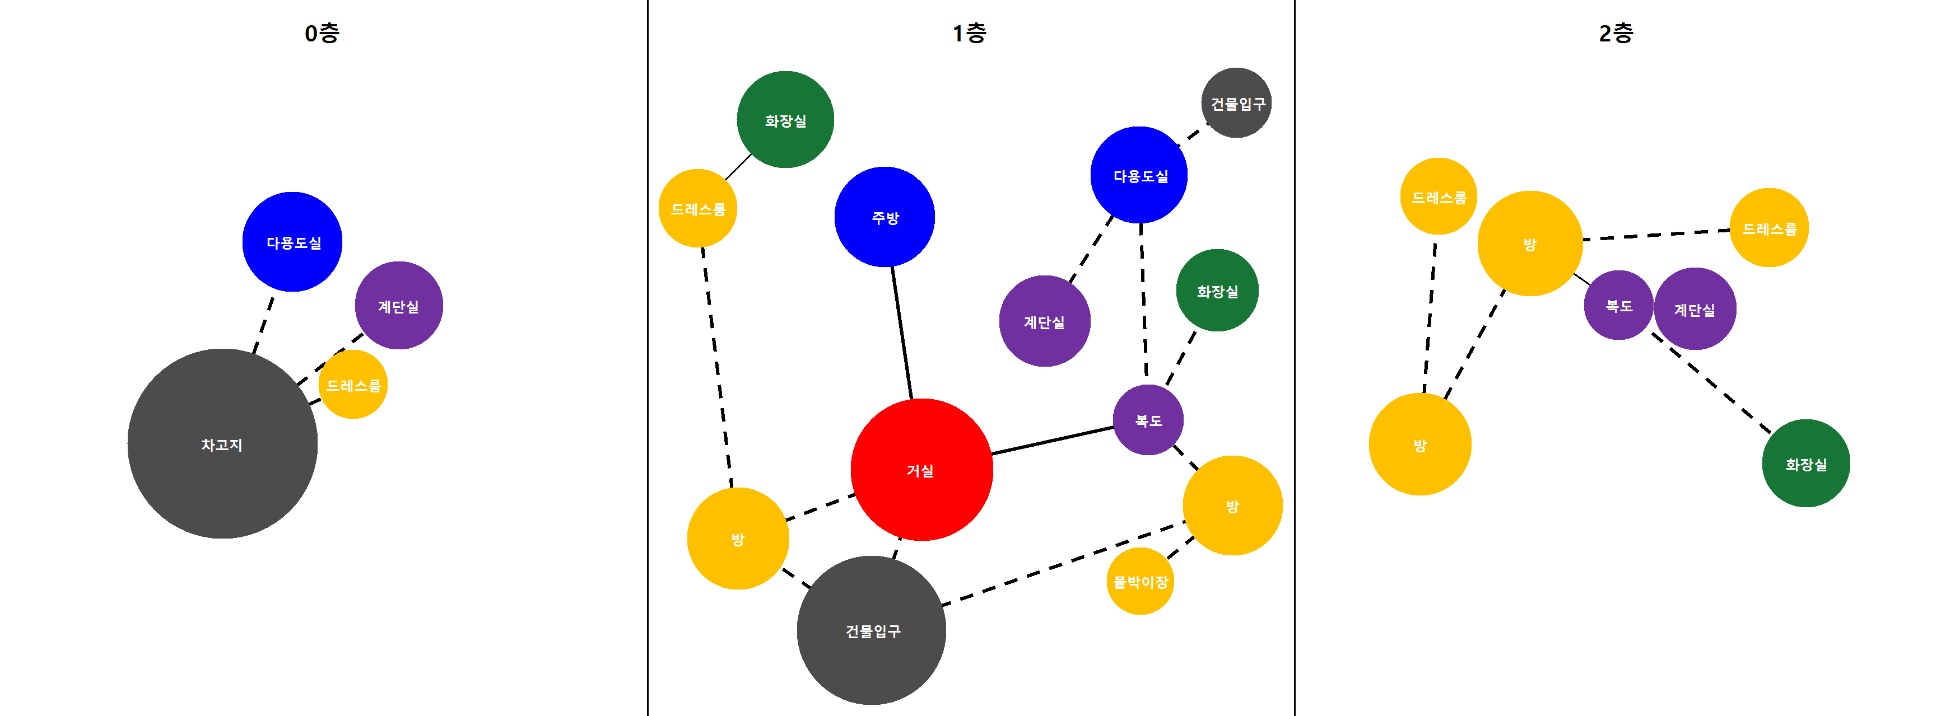 0층
다용도실
계단실
드레스룸
차고지
1층
건물입구
화장실
다용도실
드레스룸
주방
화장실
계단실
복도
거실
방
방
붙박이장
건물입구
2층
드레스룸
드레스룸
방
복도
계단실
방
화장실